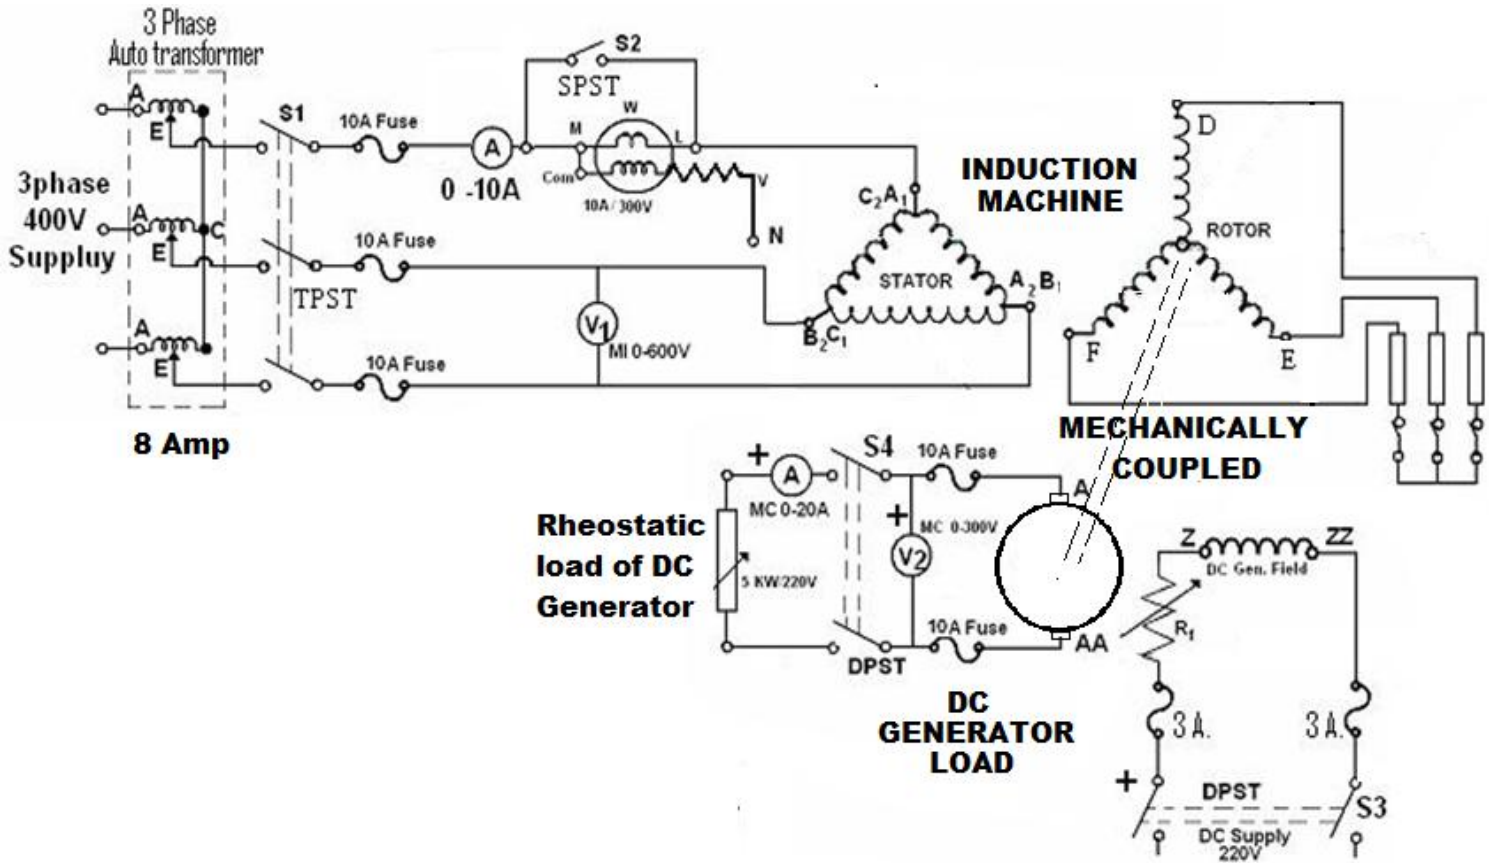 3 Phase
Auto transformer
A
E
S1
10A Fuse
A
0 -10A
S2
SPST
W
M
L
Com
10A/300V
V
N
3phase
400V
Suppluy
A
C
E
TPST
10A Fuse
V1
MI 0-600V
A
E
10A Fuse
8 Amp
C2A1
STATOR
A2B1
B2C1
INDUCTION
MACHINE
D
ROTOR
F
E
MECHANICALLY
COUPLED
S4
10A Fuse
+
A
MC 0-20A
A
+
MC 0-300V
V2
Rheostatic
load of DC
Generator
5 KW/220V
10A Fuse
AA
DPST
DC
GENERATOR
LOAD
Z
ZZ
DC Gen. Field
Rf
3 A.
3 A.
+
DPST
S3
DC Supply
220V